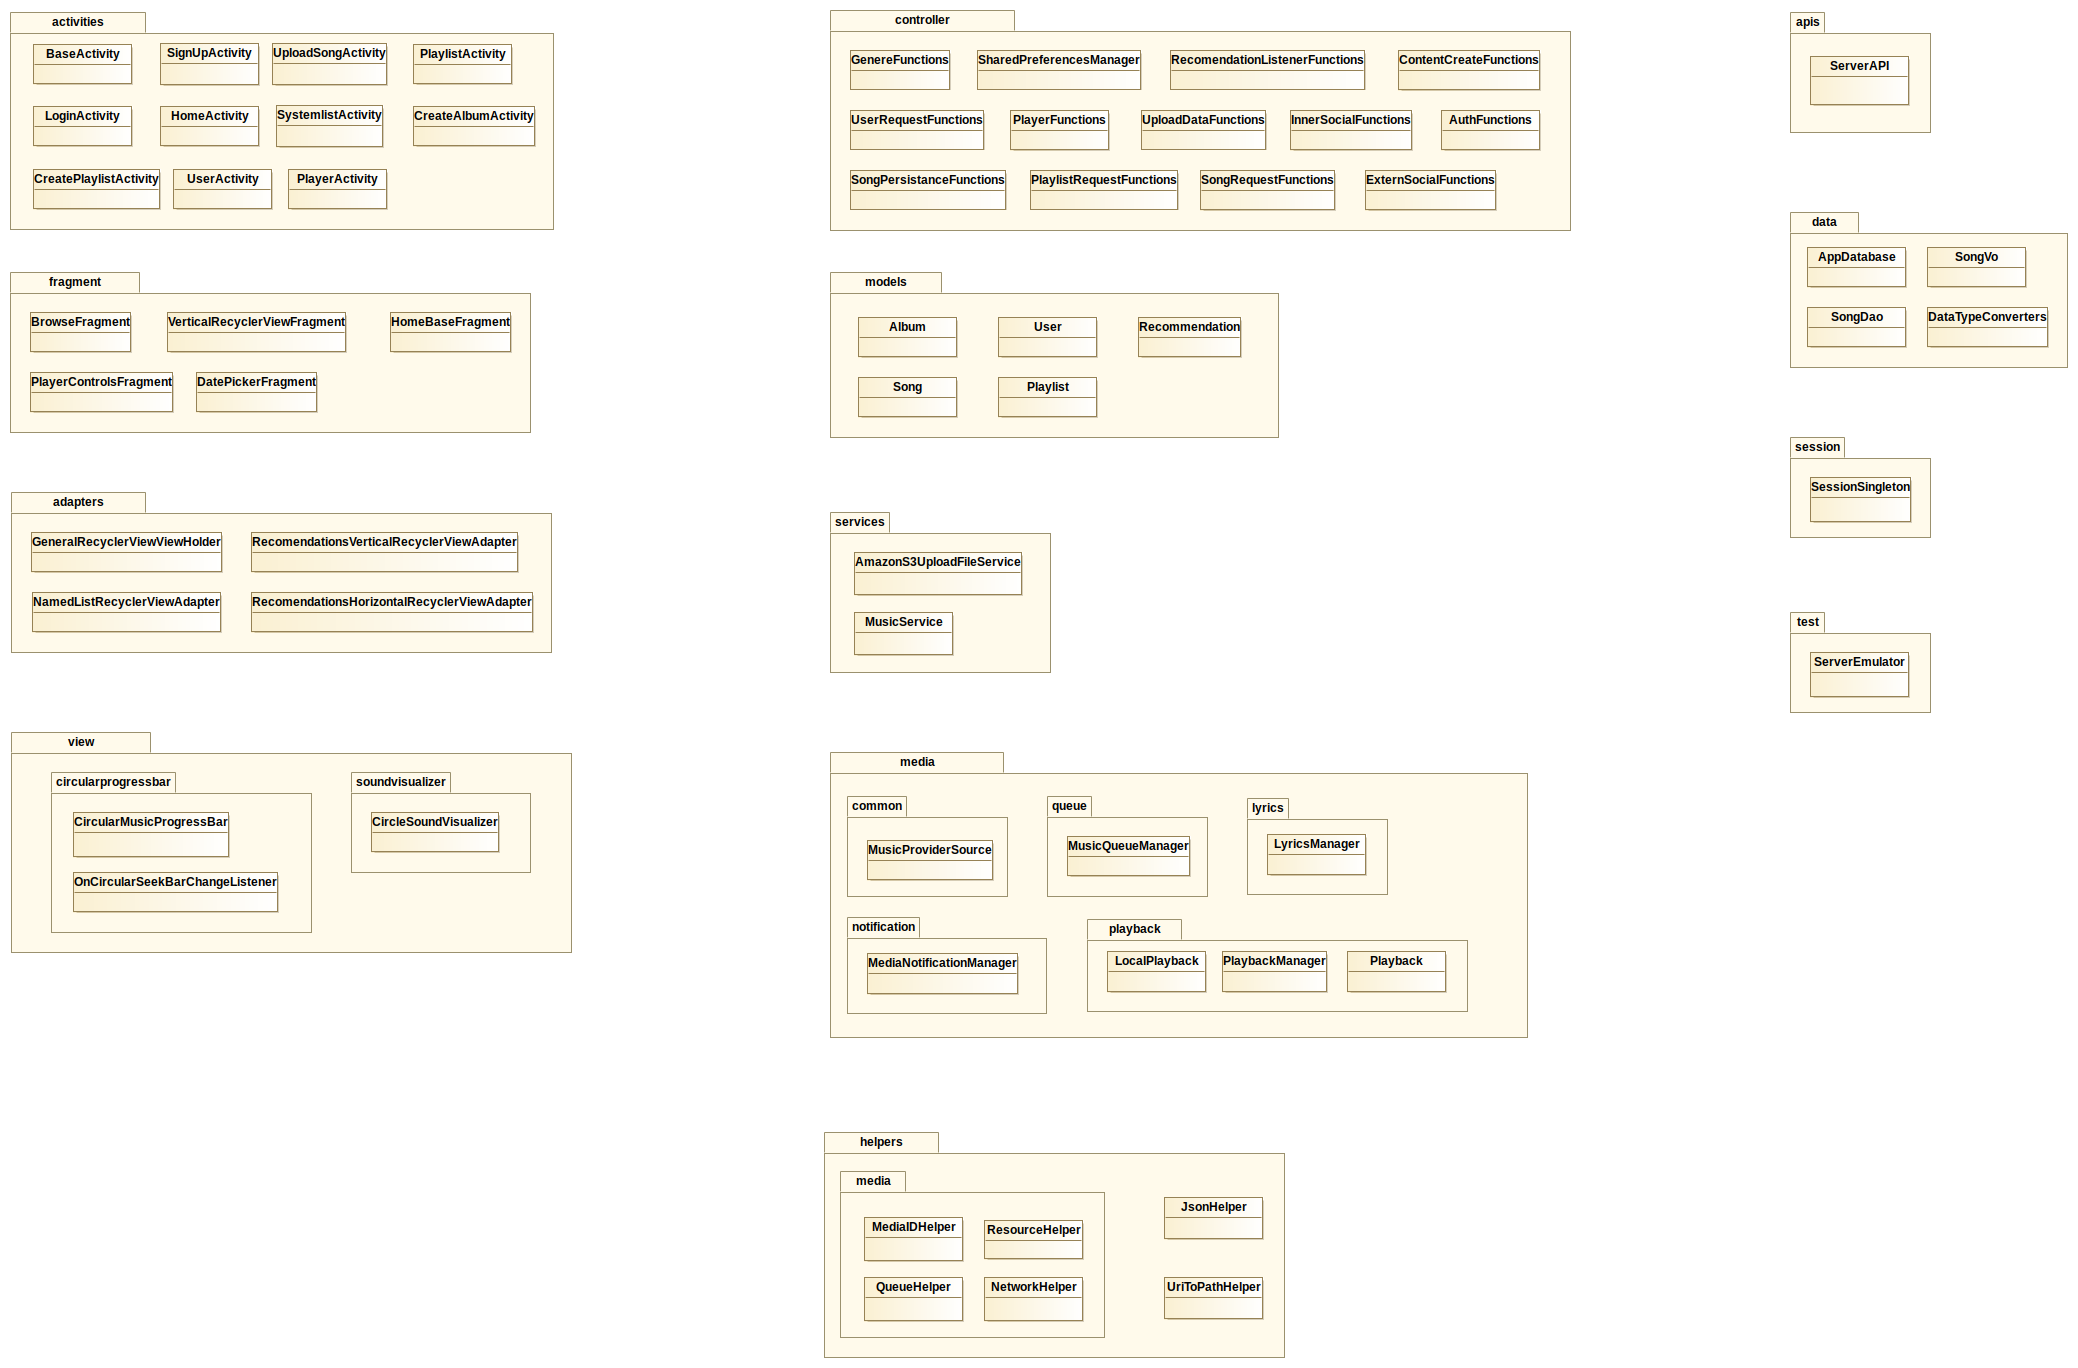 activities
BaseActivity
SignUpActivity
UploadSongActivity
PlaylistActivity
LoginActivity
HomeActivity
SystemlistActivity
CreateAlbumActivity
CreatePlaylistActivity
UserActivity
PlayerActivity
fragment
BrowseFragment
VerticalRecyclerViewFragment
HomeBaseFragment
PlayerControlsFragment
DatePickerFragment
adapters
GeneralRecyclerViewViewHolder
RecomendationsVerticalRecyclerViewAdapter
NamedListRecyclerViewAdapter
RecomendationsHorizontalRecyclerViewAdapter
view
circularprogressbar
CircularMusicProgressBar
OnCircularSeekBarChangeListener
soundvisualizer
CircleSoundVisualizer
controller
GenereFunctions
SharedPreferencesManager
RecomendationListenerFunctions
ContentCreateFunctions
UserRequestFunctions
PlayerFunctions
UploadDataFunctions
InnerSocialFunctions
AuthFunctions
SongPersistanceFunctions
PlaylistRequestFunctions
SongRequestFunctions
ExternSocialFunctions
models
Album
User
Recommendation
Song
Playlist
services
AmazonS3UploadFileService
MusicService
media
common
MusicProviderSource
queue
MusicQueueManager
lyrics
LyricsManager
notification
MediaNotificationManager
playback
LocalPlayback
PlaybackManager
Playback
helpers
media
MediaIDHelper
ResourceHelper
QueueHelper
NetworkHelper
JsonHelper
UriToPathHelper
apis
ServerAPI
data
AppDatabase
SongVo
SongDao
DataTypeConverters
session
SessionSingleton
test
ServerEmulator